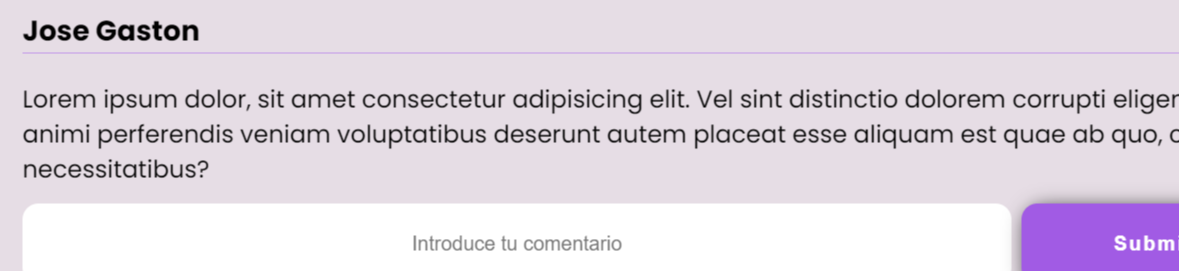 Jose Gaston
Lorem ipsum dolor, sit amet consectetur adipisicing elit. Vel sint distinctio dolorem corrupti
animi perferendis veniam voluptatibus deserunt autem placeat esse aliquam est quae ab quo,
necessitatibus?
Introduce tu comentario